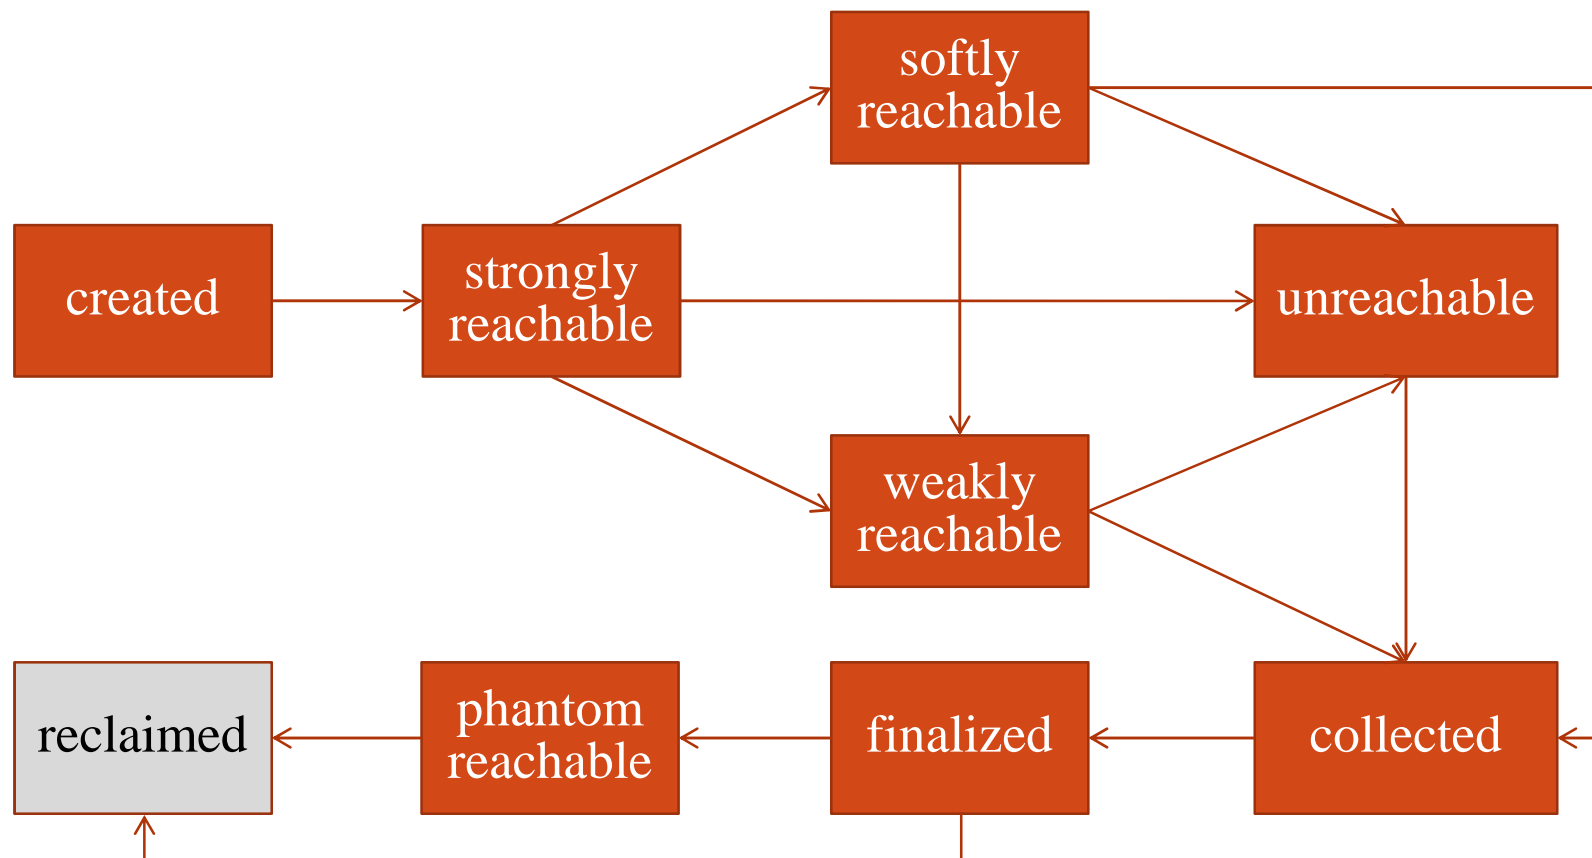 softly
reachable
created
strongly
reachable
unreachable
weakly
reachable
reclaimed
phantom
reachable
finalized
collected